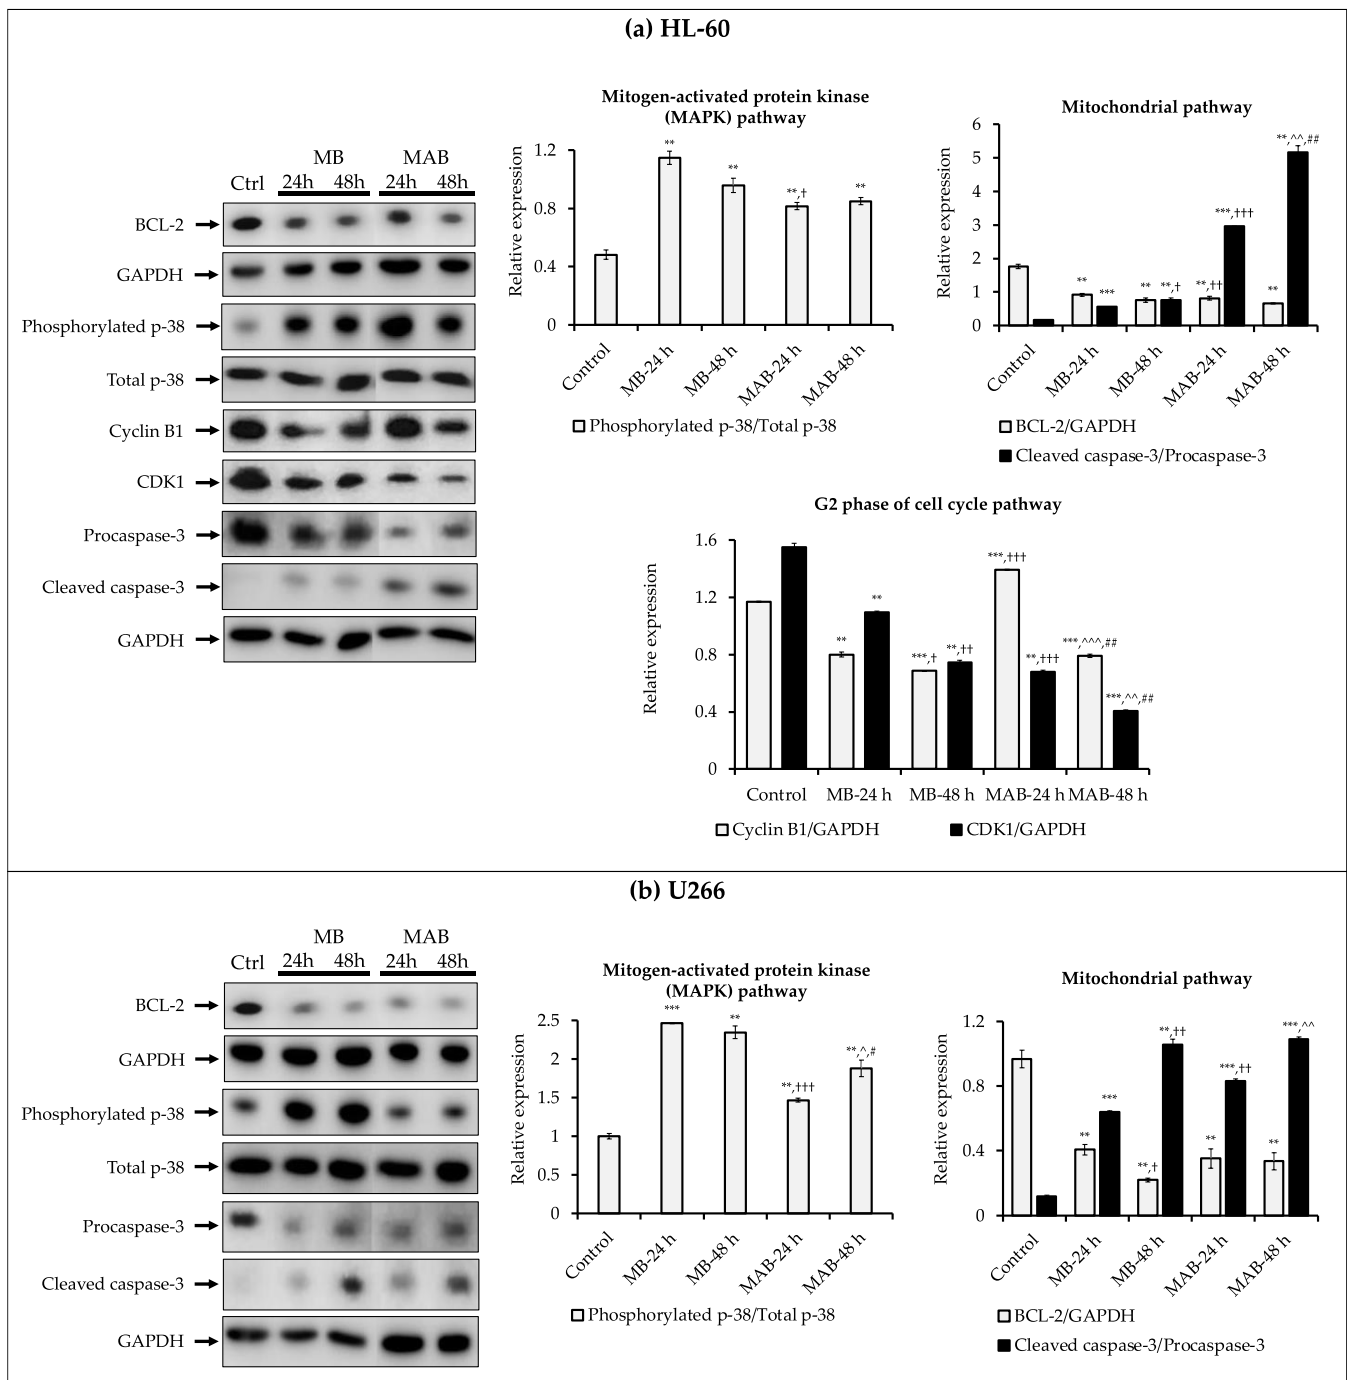 (a) HL-60
MB MAB
Ctrl 24h 48h 24h 48h
BCL-2
GAPDH
Phosphorylated p-38
Total p-38
Cyclin B1
CDK1
Procaspase-3
Cleaved caspase-3
GAPDH
Mitogen-activated protein kinase
(MAPK) pathway
Relative expression
1.2
0.8
0.4
0
**
**
**,†
**
Control
MB-24 h
MB-48 h
MAB-24 h
MAB-48 h
Phosphorylated p-38/Total p-38
Mitochondrial pathway
Relative expression
6
5
4
3
2
1
0
**
***
**
**,†
**,††
***,†††
**
**,^^,##
Control
MB-24 h
MB-48 h
MAB-24 h
MAB-48 h
BCL-2/GAPDH
Cleaved caspase-3/Procaspase-3
G2 phase of cell cycle pathway
Relative expression
1.6
1.2
0.8
0.4
0
**
**
***,†
**,††
***,†††
**,†††
***,^^^,##
***,^^,##
Control MB-24 h MB-48 h MAB-24 h MAB-48 h
Cyclin B1/GAPDH CDK1/GAPDH
(b) U266
MB MAB
Ctrl 24h 48h 24h 48h
BCL-2
GAPDH
Phosphorylated p-38
Total p-38
Procaspase-3
Cleaved caspase-3
GAPDH
Mitogen-activated protein kinase
(MAPK) pathway
Relative expression
2.5
2
1.5
1
0.5
0
***
**
**,†††
**,^,#
Control
MB-24 h
MB-48 h
MAB-24 h
MAB-48 h
Phosphorylated p-38/Total p-38
Mitochondrial pathway
Relative expression
1.2
0.8
0.4
0
**
***
**,†
**,††
**
***,††
**
***,^^
Control
MB-24 h
MB-48 h
MAB-24 h
MAB-48 h
BCL-2/GAPDH
Cleaved caspase-3/Procaspase-3